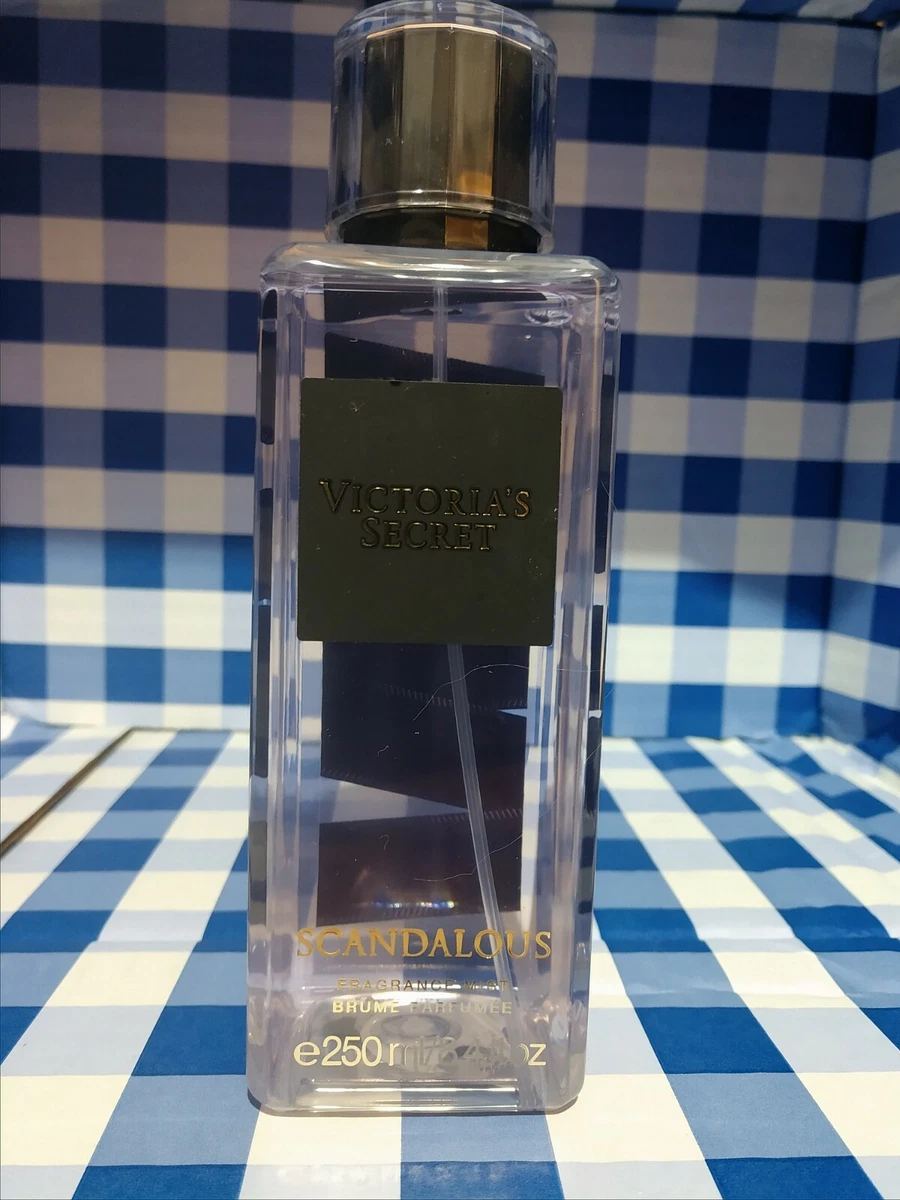 VICTORIA'S
SECRET
SCANDALOUS
FRAGRANCE MIST
BRUME PARFUMÉE
e250 ml/8.4 fl oz